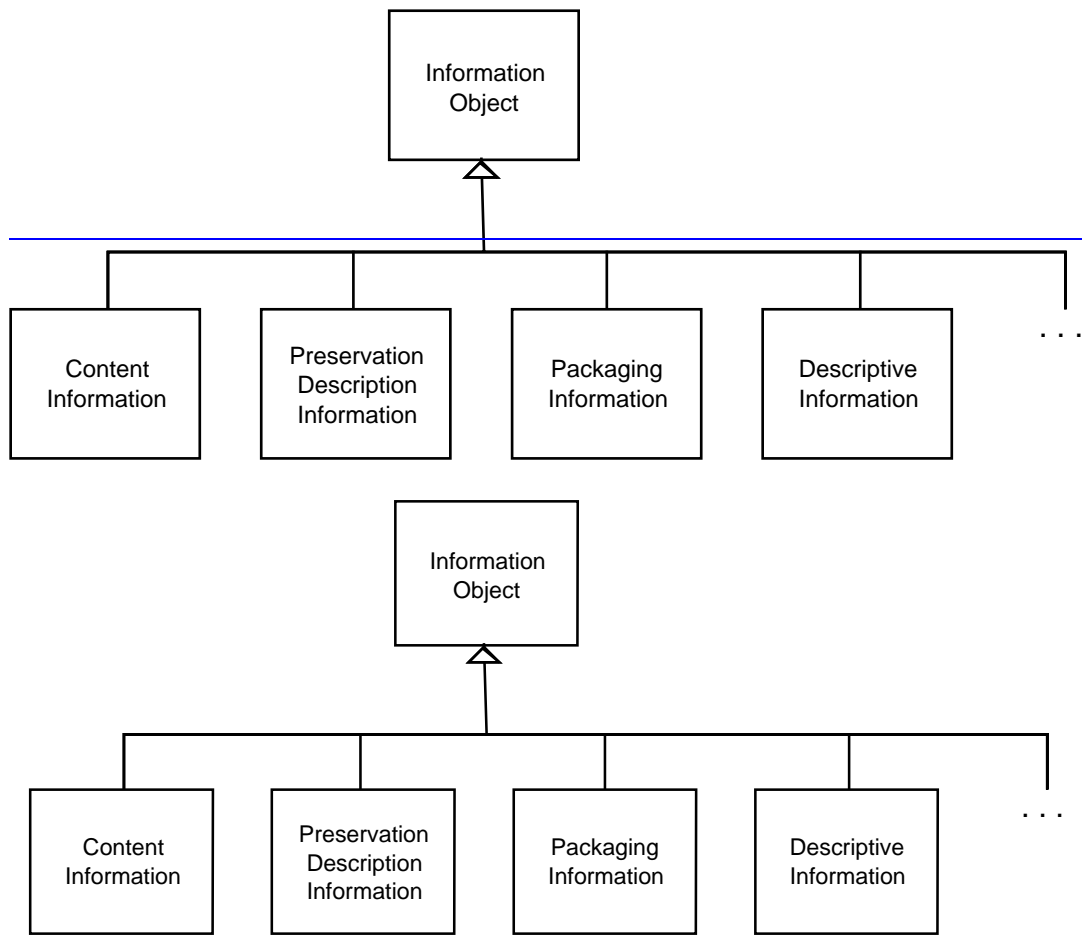 Information
Object
Content
Information
Preservation
Description
Information
Packaging
Information
Descriptive
Information
. . .
Information
Object
Content
Information
Preservation
Description
Information
Packaging
Information
Descriptive
Information
. . .